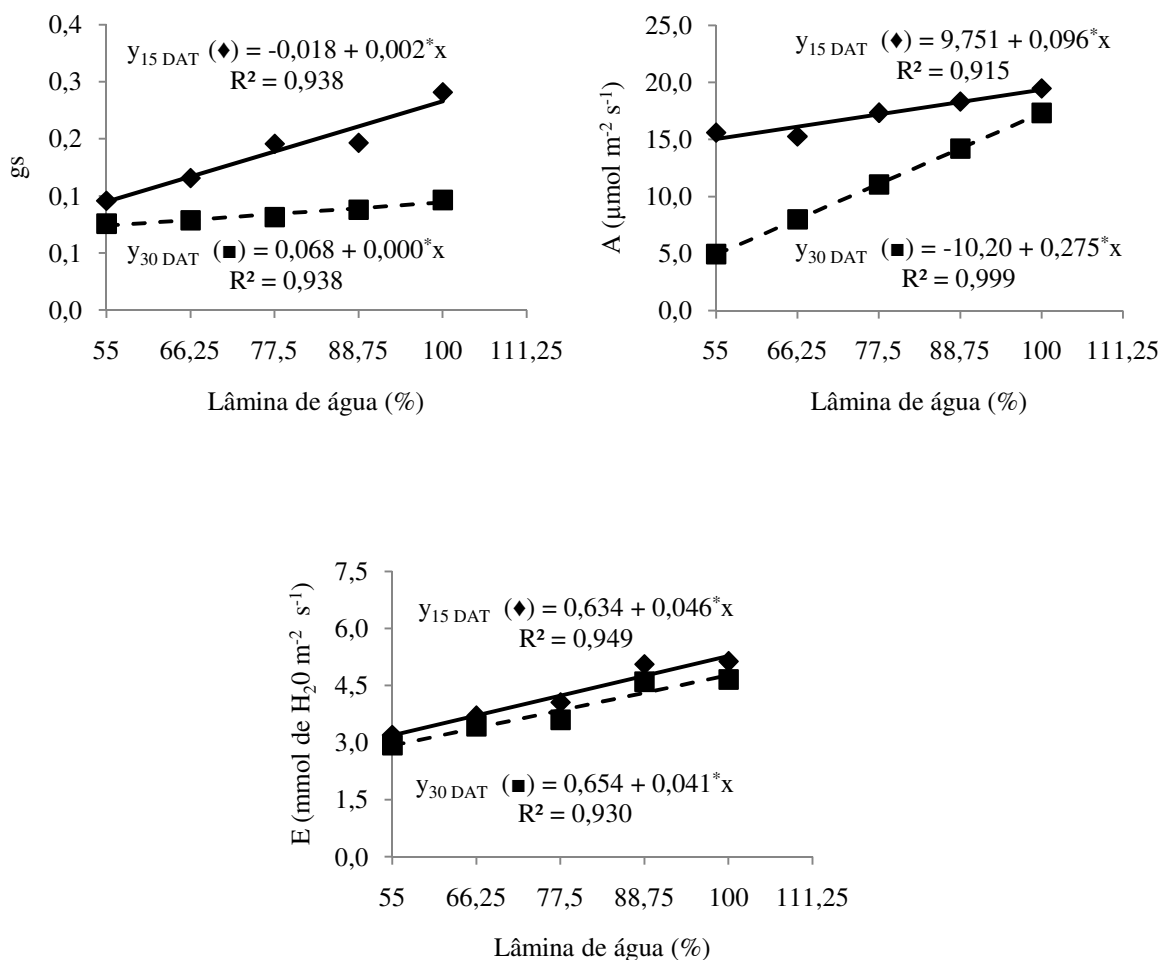 0,4
0,3
0,2
0,1
0,1
0,0
gs
y15 DAT (♦) = -0,018 + 0,002*x
R² = 0,938
y30 DAT (■) = 0,068 + 0,000*x
R² = 0,938
55 66,25 77,5 88,75 100 111,25
Lâmina de água (%)
25,0
20,0
15,0
10,0
5,0
0,0
A (µmol m-2 s-1)
y15 DAT (♦) = 9,751 + 0,096*x
R² = 0,915
y30 DAT (■) = -10,20 + 0,275*x
R² = 0,999
55 66,25 77,5 88,75 100 111,25
Lâmina de água (%)
7,5
6,0
4,5
3,0
1,5
0,0
E (mmol de H20 m-2 s-1)
y15 DAT (♦) = 0,634 + 0,046*x
R² = 0,949
y30 DAT (■) = 0,654 + 0,041*x
R² = 0,930
55 66,25 77,5 88,75 100 111,25
Lâmina de água (%)